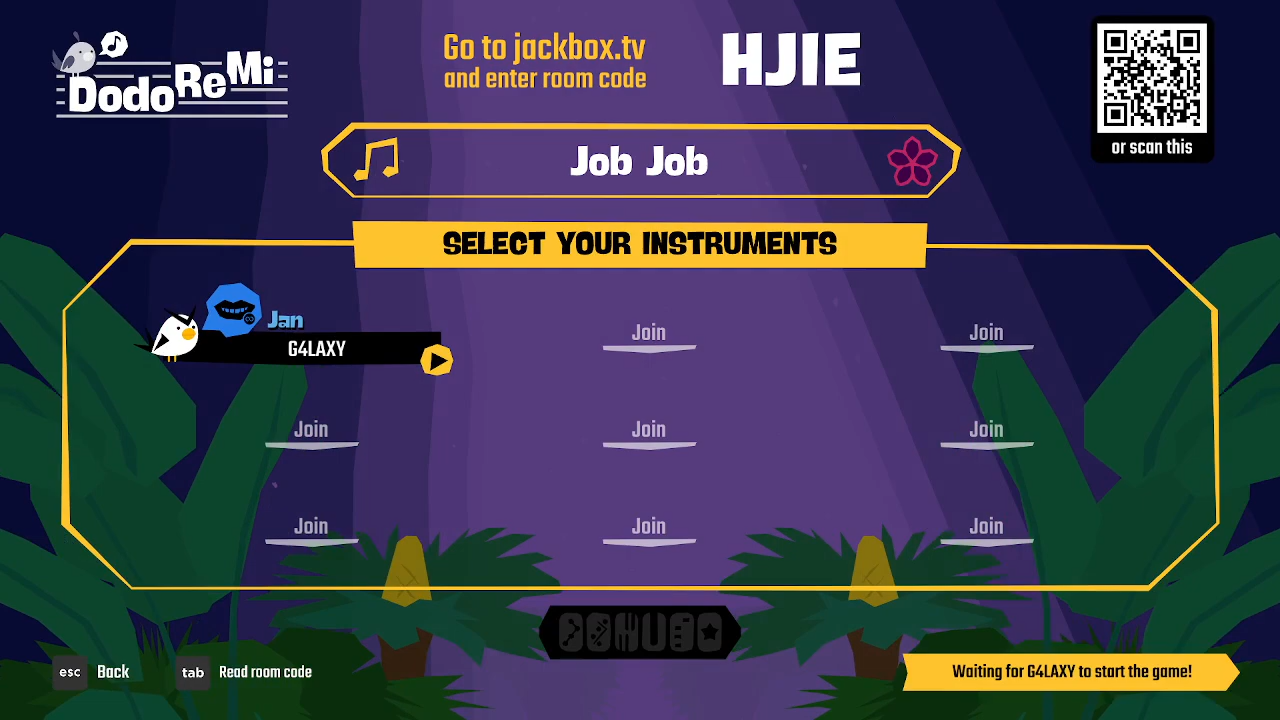 DodoReMi
Go to jackbox.tv
and enter room code
HJIE
or scan this
Job Job
SELECT YOUR INSTRUMENTS
Jan
G4LAXY
Join
Join
Join
Join
Join
Join
Join
Join
esc Back
tab Read room code
Waiting for G4LAXY to start the game!